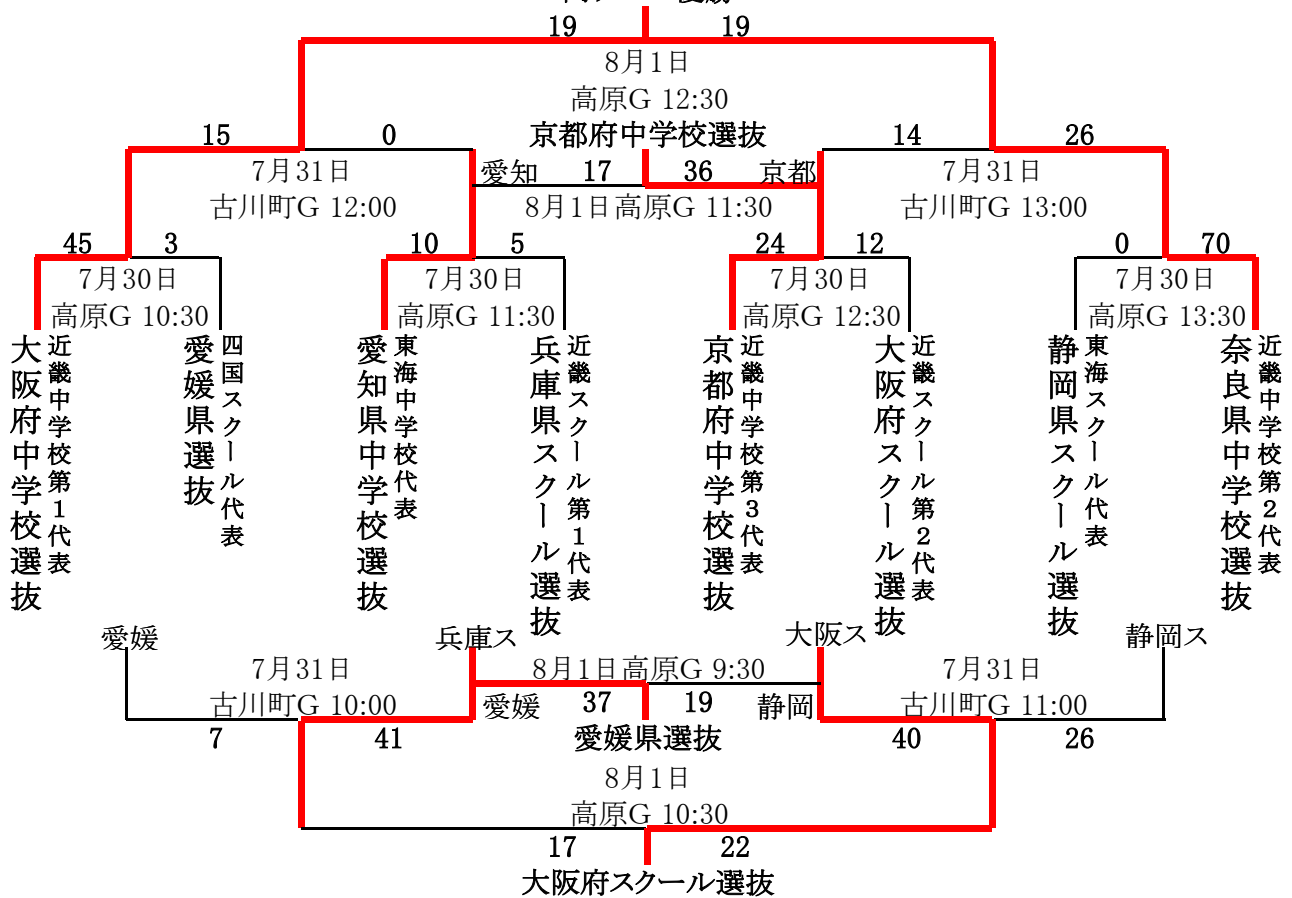 19 19
8月1日
高原G 12:30
15 0 京都府中学校選抜 14 26
7月31日 愛知 17 36 京都 7月31日
古川町G 12:00 8月1日高原G 11:30 古川町G 13:00
45 3 10 5 24 12 0 70
7月30日 7月30日 7月30日 7月30日
高原G 10:30 高原G 11:30 高原G 12:30 高原G 13:30
大阪府中学校選抜
近畿中学校第1代表
愛媛県選抜
四国スクール代表
愛知県中学校選抜
東海中学校代表
兵庫県スクール選抜
近畿スクール第1代表
京都府中学校選抜
近畿中学校第3代表
大阪府スクール選抜
近畿スクール第2代表
静岡県スクール選抜
東海スクール代表
奈良県中学校選抜
近畿中学校第2代表
愛媛 兵庫ス 大阪ス 静岡ス
7月31日 8月1日高原G 9:30 7月31日
古川町G 10:00 愛媛 37 19 静岡 古川町G 11:00
7 41 愛媛県選抜 40 26
8月1日
高原G 10:30
17 22
大阪府スクール選抜